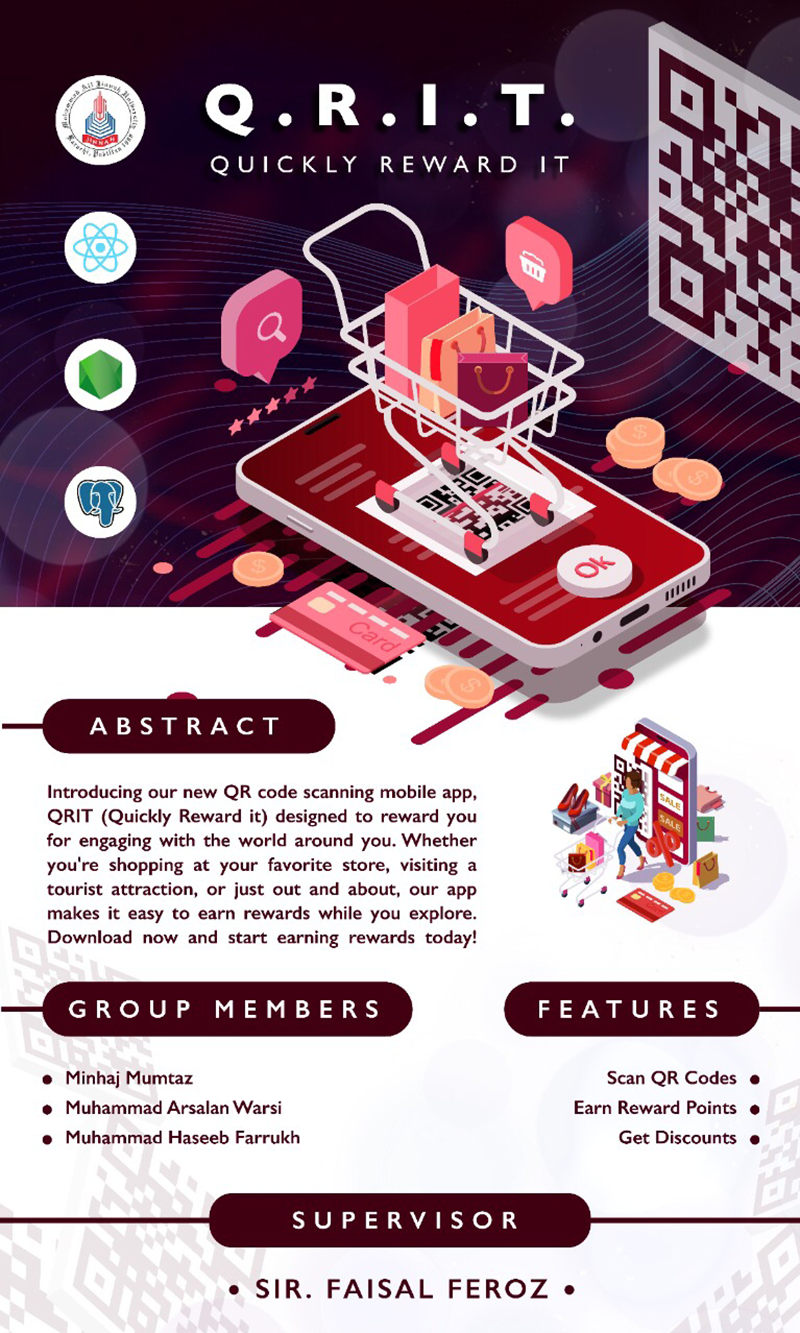 Muhammad Ali Jinnah University
JINNAH
Karachi, Pakistan 1998
Q.R.I.T.
QUICKLY REWARD IT
Ok
Card
ABSTRACT
Introducing our new QR code scanning mobile app,
QRIT (Quickly Reward it) designed to reward you
for engaging with the world around you. Whether
you're shopping at your favorite store, visiting a
tourist attraction, or just out and about, our app
makes it easy to earn rewards while you explore.
Download now and start earning rewards today!
SALE
SALE
GROUP MEMBERS
• Minhaj Mumtaz
• Muhammad Arsalan Warsi
• Muhammad Haseeb Farrukh
FEATURES
Scan QR Codes •
Earn Reward Points •
Get Discounts •
SUPERVISOR
• SIR. FAISAL FEROZ •